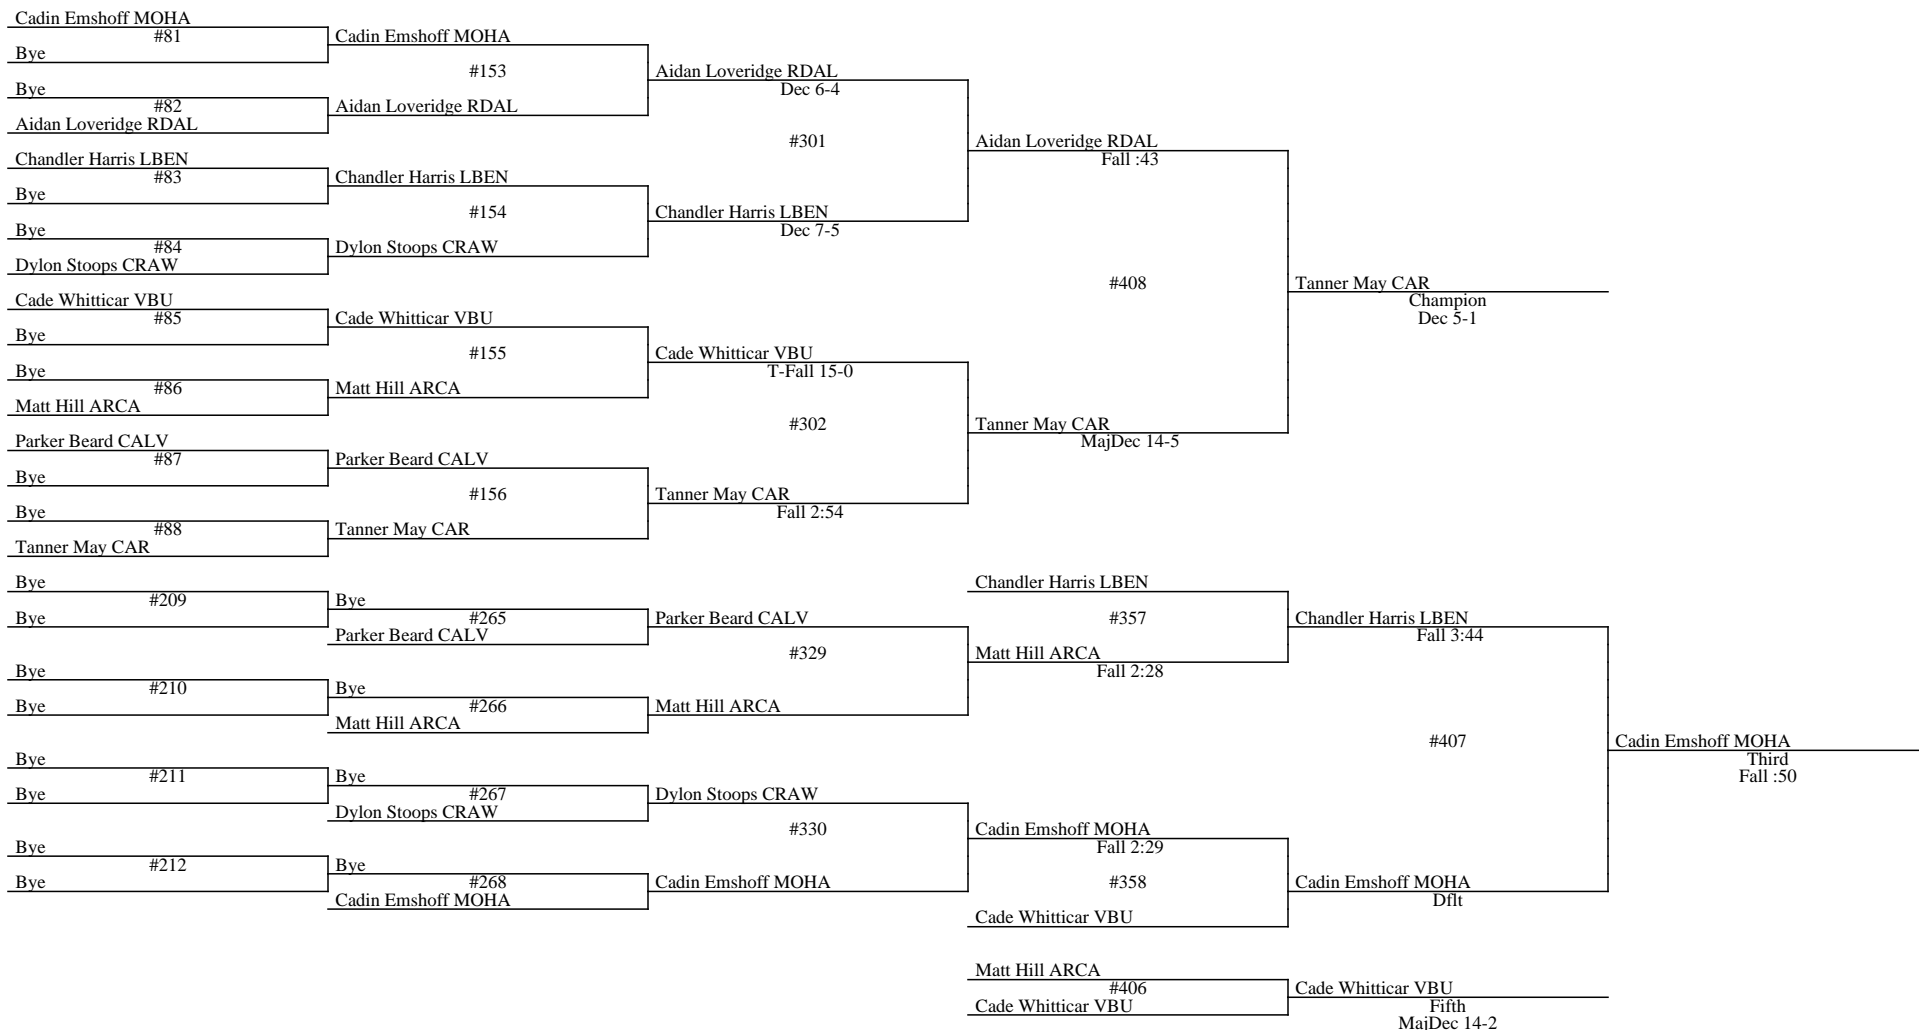 Cadin Emshoff MOHA
#81
Bye
Bye
#82
Aidan Loveridge RDAL
Chandler Harris LBEN
#83
Bye
Bye
#84
Dylon Stoops CRAW
Cade Whitticar VBU
#85
Bye
Bye
#86
Matt Hill ARCA
Parker Beard CALV
#87
Bye
Bye
#88
Tanner May CAR
Cadin Emshoff MOHA
#153
Aidan Loveridge RDAL
Chandler Harris LBEN
#154
Dylon Stoops CRAW
Cade Whitticar VBU
#155
Matt Hill ARCA
Parker Beard CALV
#156
Tanner May CAR
Aidan Loveridge RDAL
Dec 6-4
#301
Chandler Harris LBEN
Dec 7-5
Cade Whitticar VBU
T-Fall 15-0
#302
Tanner May CAR
Fall 2:54
Aidan Loveridge RDAL
Fall :43
#408
Tanner May CAR
MajDec 14-5
Tanner May CAR
Champion
Dec 5-1
Bye
#209
Bye
Bye
#210
Bye
Bye
#211
Bye
Bye
#212
Bye
Bye
#265
Parker Beard CALV
Bye
#266
Matt Hill ARCA
Bye
#267
Dylon Stoops CRAW
Bye
#268
Cadin Emshoff MOHA
Parker Beard CALV
#329
Matt Hill ARCA
Dylon Stoops CRAW
#330
Cadin Emshoff MOHA
Chandler Harris LBEN
#357
Matt Hill ARCA
Fall 2:28
Cadin Emshoff MOHA
Fall 2:29
#358
Cade Whitticar VBU
Chandler Harris LBEN
Fall 3:44
#407
Cadin Emshoff MOHA
Dflt
Cadin Emshoff MOHA
Third
Fall :50
Matt Hill ARCA
#406
Cade Whitticar VBU
Cade Whitticar VBU
Fifth
MajDec 14-2